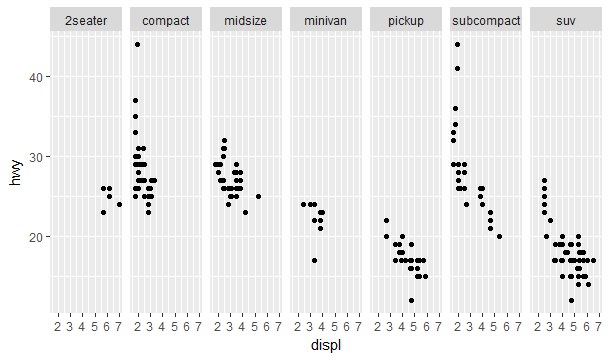 2seater compact midsize minivan pickup subcompact suv
40
30
20
hwy
2 3 4 5 6 7 2 3 4 5 6 7 2 3 4 5 6 7 2 3 4 5 6 7 2 3 4 5 6 7 2 3 4 5 6 7 2 3 4 5 6 7
displ